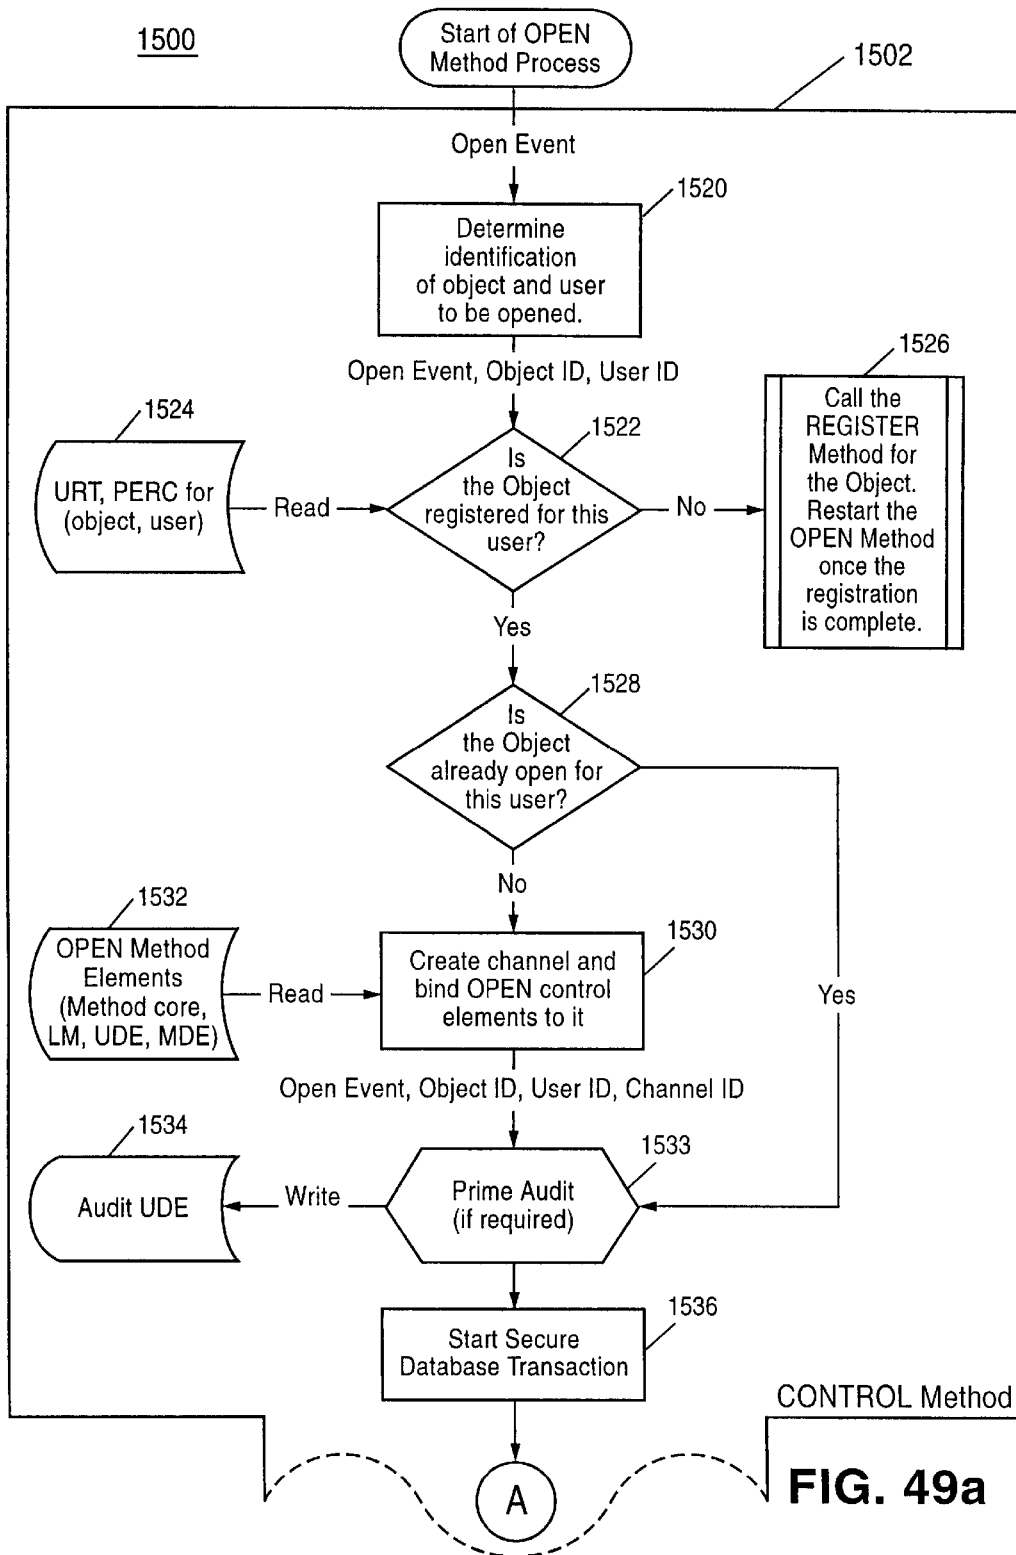 1500
Start of OPEN
Method Process
1502
Open Event
1520
Determine
identification
of object and user
to be opened.
Open Event, Object ID, User ID
1526
Call the
REGISTER
Method for
the Object.
Restart the
OPEN Method
once the
registration
is complete.
1524
URT, PERC for
(object, user)
Read
1522
Is
the Object
registered for this
user?
No
Yes
1528
Is
the Object
already open for
this user?
No
Yes
1532
OPEN Method
Elements
(Method core,
LM, UDE, MDE)
Read
1530
Create channel and
bind OPEN control
elements to it
Open Event, Object ID, User ID, Channel ID
1534
Audit UDE
Write
1533
Prime Audit
(if required)
1536
Start Secure
Database Transaction
CONTROL Method
A
FIG. 49a